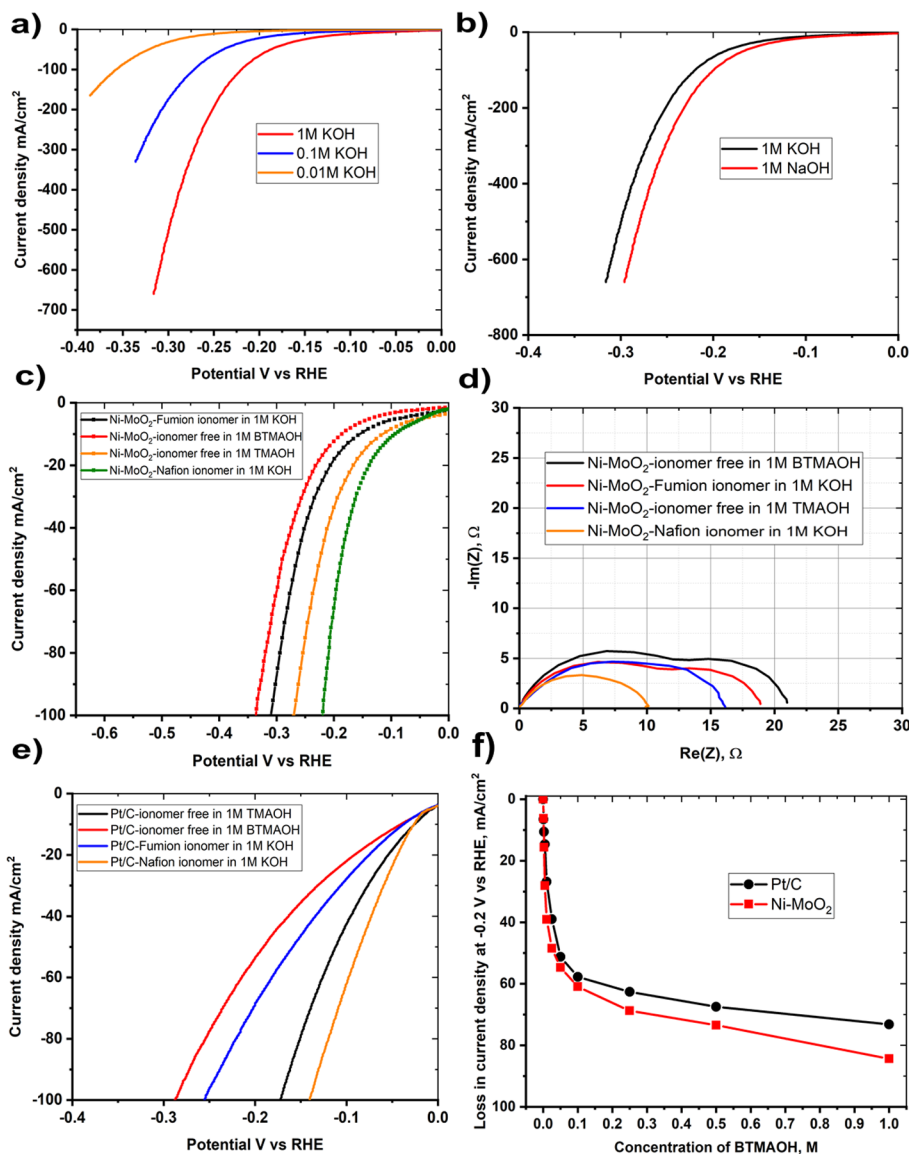 a)
Current density mA/cm²
0
-100
-200
-300
-400
-500
-600
-700
1M KOH
0.1M KOH
0.01M KOH
-0.40 -0.35 -0.30 -0.25 -0.20 -0.15 -0.10 -0.05 0.00
Potential V vs RHE
b)
Current density mA/cm²
0
-200
-400
-600
-800
1M KOH
1M NaOH
-0.4 -0.3 -0.2 -0.1 0.0
Potential V vs RHE
c)
Current density mA/cm²
0
-20
-40
-60
-80
-100
Ni-MoO₂-Fumion ionomer in 1M KOH
Ni-MoO₂-ionomer free in 1M BTMAOH
Ni-MoO₂-ionomer free in 1M TMAOH
Ni-MoO₂-Nafion ionomer in 1M KOH
-0.4 -0.3 -0.2 -0.1 0.0
Potential V vs RHE
d)
-Im(Z), Ω
-30
-25
-20
-15
10
5
0
Ni-MoO₂-ionomer free in 1M BTMAOH
Ni-MoO₂-Fumion ionomer in 1M KOH
Ni-MoO₂-ionomer free in 1M TMAOH
Ni-MoO₂-Nafion ionomer in 1M KOH
0 5 10 15 20 25 30
Re(Z), Ω
e)
Current density mA/cm²
0
-20
-40
-60
-80
-100
Pt/C-ionomer free in 1M TMAOH
Pt/C-ionomer free in 1M BTMAOH
Pt/C-Fumion ionomer in 1M KOH
Pt/C-Nafion ionomer in 1M KOH
-0.4 -0.3 -0.2 -0.1 0.0
Potential V vs RHE
f)
Loss in current density at -0.2 V vs RHE, mA/cm²
0
20
40
60
80
100
Pt/C
Ni-MoO₂
0.0 0.1 0.2 0.3 0.4 0.5 0.6 0.7 0.8 0.9 1.0
Concentration of BTMAOH, M